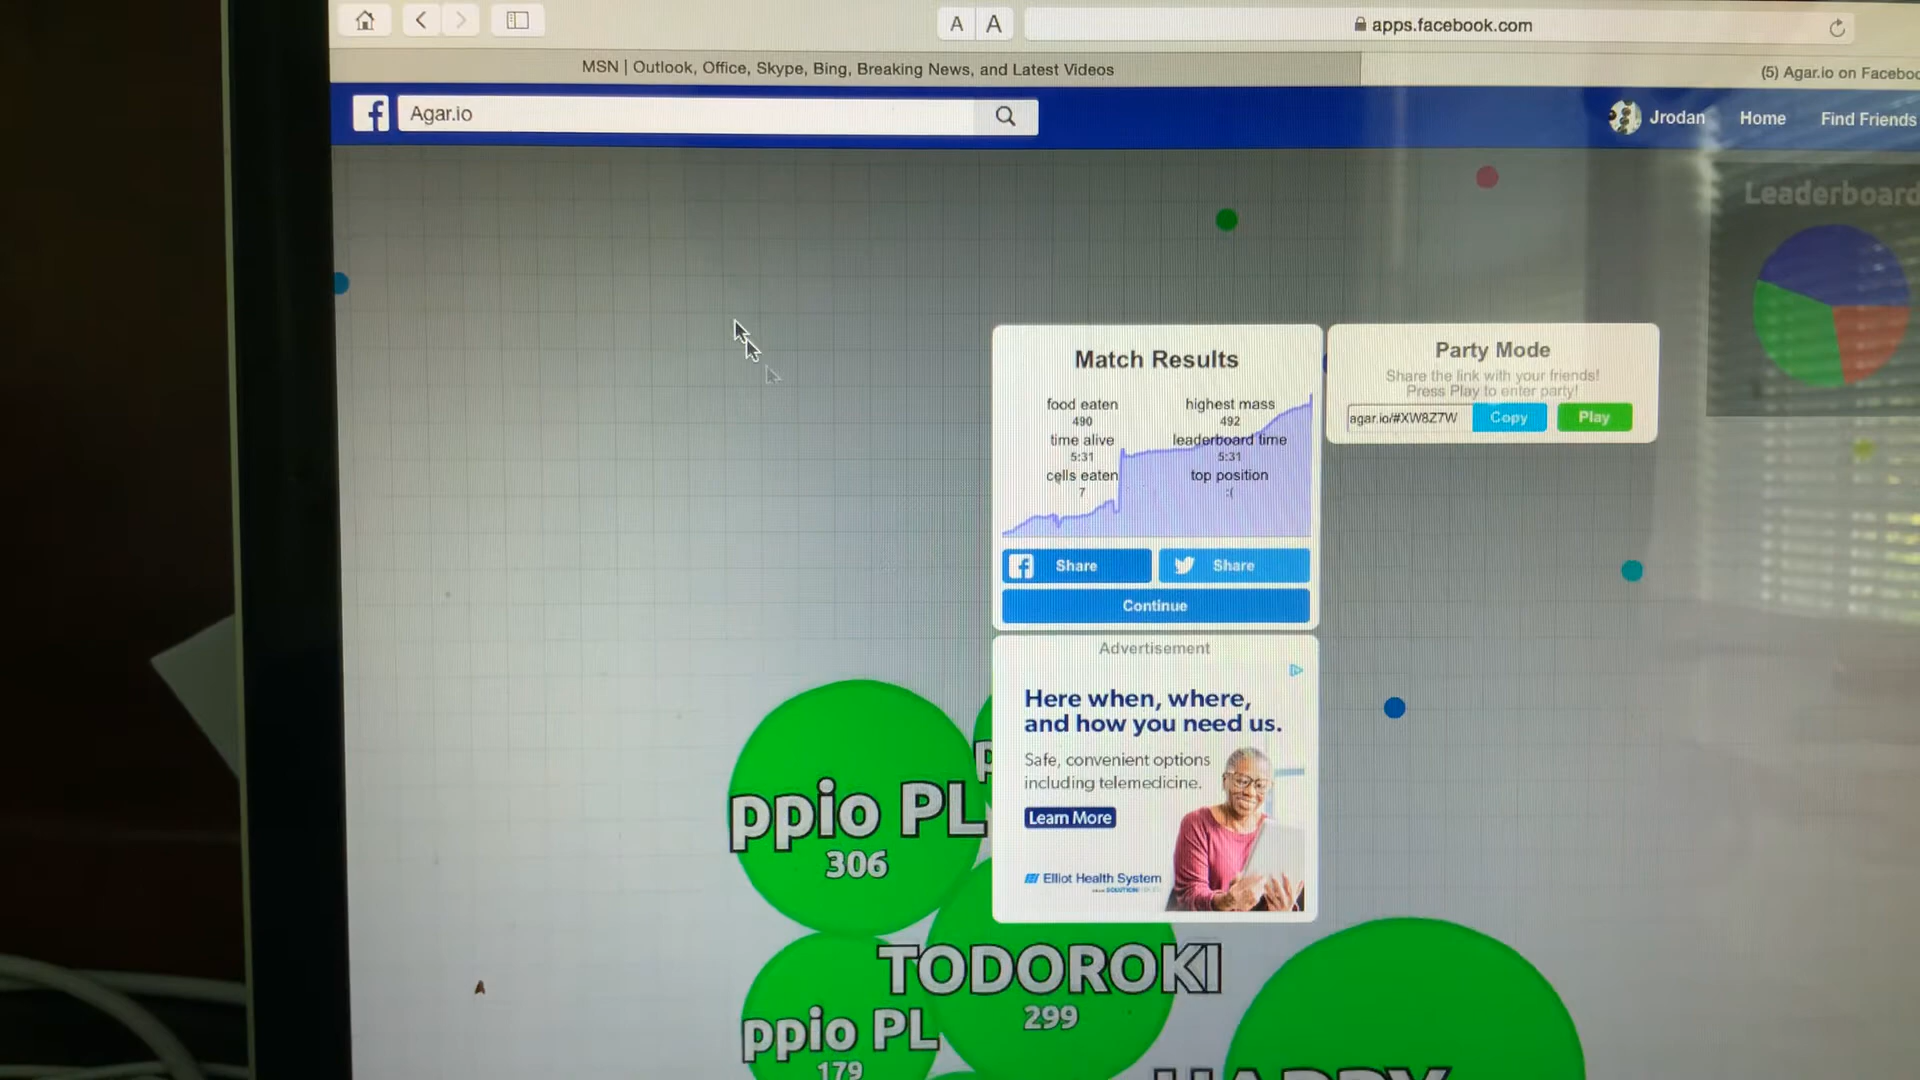 A A
apps.facebook.com
MSN | Outlook, Office, Skype, Bing, Breaking News, and Latest Videos
(5) Agar.io on Faceboo
f
Agar.io
Jrodan
Home
Find Friends
Leaderboard
Match Results
food eaten
490
time alive
5:31
cells eaten
7
highest mass
492
leaderboard time
5:31
top position
:(
Share
Share
Continue
Party Mode
Share the link with your friends!
Press Play to enter party!
agar.io/#XW8Z7W
Copy
Play
Advertisement
Here when, where,
and how you need us.
Safe, convenient options
including telemedicine.
Learn More
Elliot Health System
ppio PL
306
p
TODOROKI
299
ppio PL
179
HAPPY